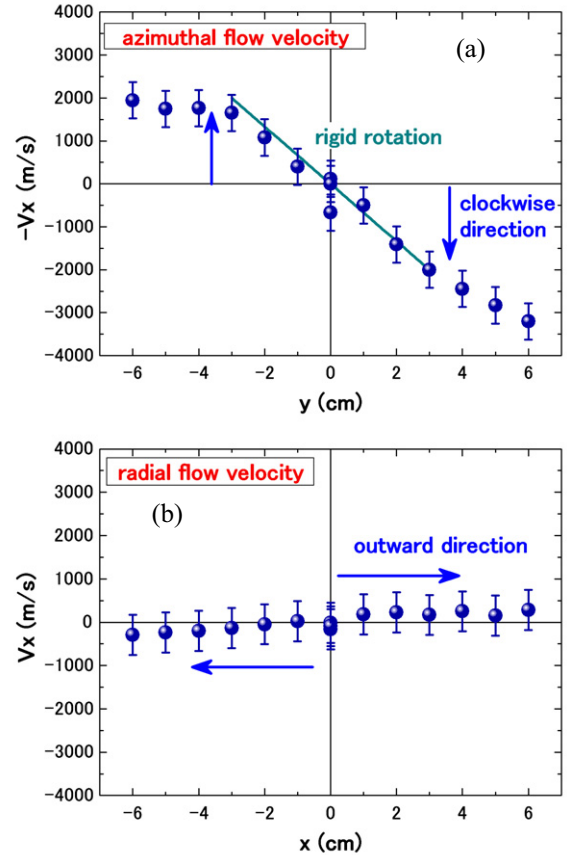 azimuthal flow velocity
(a)
rigid rotation
clockwise
direction
4000
3000
2000
1000
0
-1000
-2000
-3000
-4000
-Vx (m/s)
-6
-4
-2
0
2
4
6
y (cm)
radial flow velocity
(b)
outward direction
4000
3000
2000
1000
0
-1000
-2000
-3000
-4000
Vx (m/s)
-6
-4
-2
0
2
4
6
x (cm)